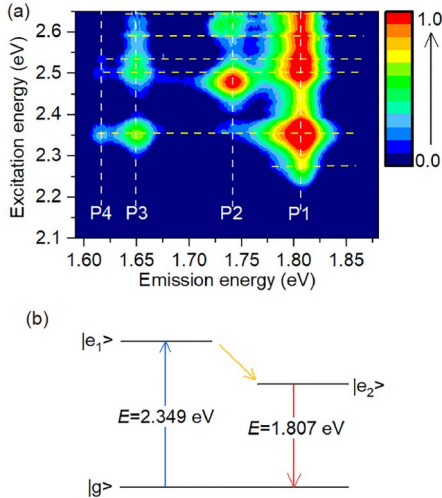 (a)
Excitation energy (eV)
2.6
2.5
2.4
2.3
2.2
2.1
P4 P3 P2 P1
1.60 1.65 1.70 1.75 1.80 1.85
Emission energy (eV)
1.0
0.0
(b)
|e₁>
|e₂>
E=2.349 eV
E=1.807 eV
|g>